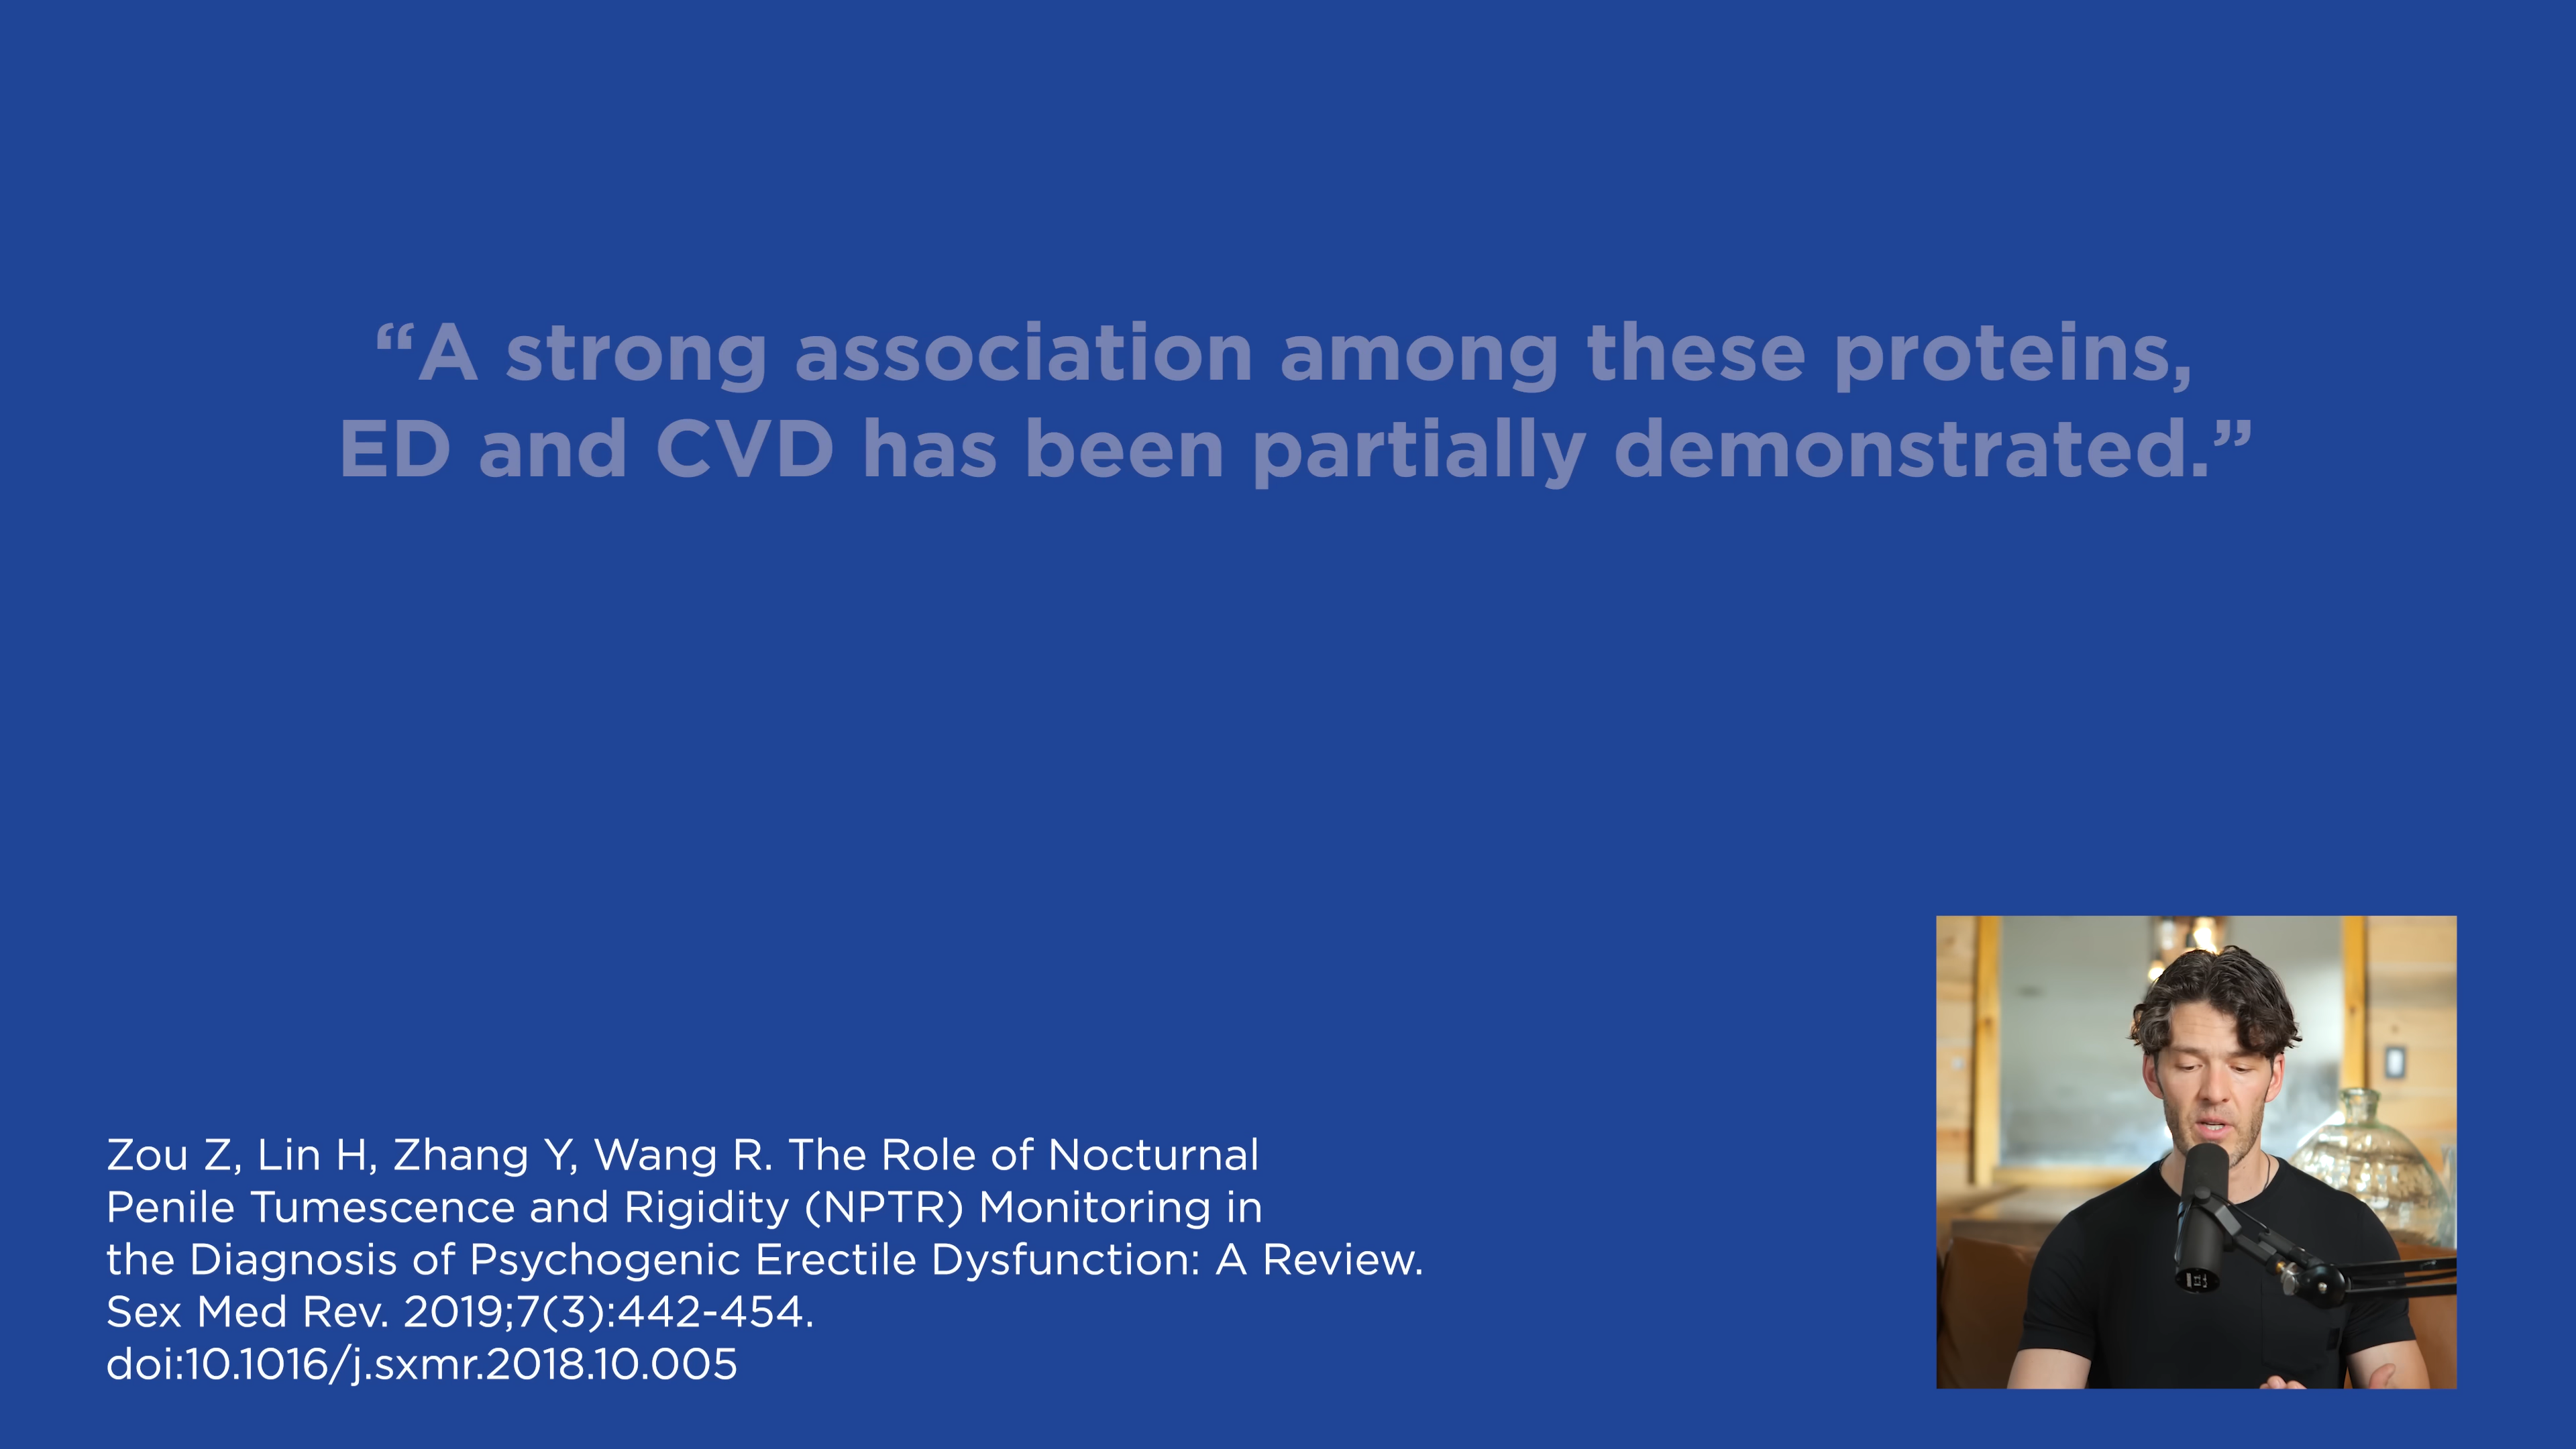 “A strong association among these proteins,
ED and CVD has been partially demonstrated.”
Zou Z, Lin H, Zhang Y, Wang R. The Role of Nocturnal
Penile Tumescence and Rigidity (NPTR) Monitoring in
the Diagnosis of Psychogenic Erectile Dysfunction: A Review.
Sex Med Rev. 2019;7(3):442-454.
doi:10.1016/j.sxmr.2018.10.005